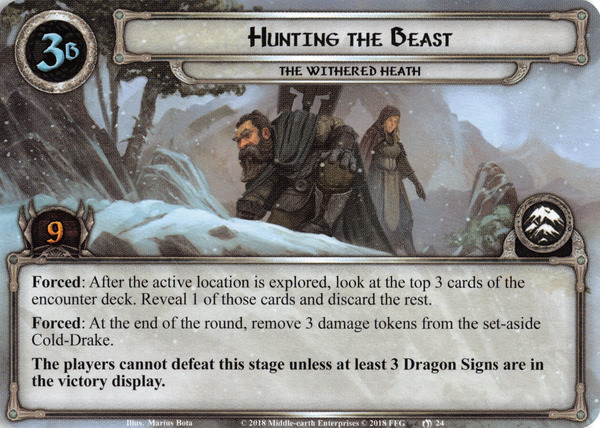 3B
HUNTING THE BEAST
THE WITHERED HEATH
9
Forced: After the active location is explored, look at the top 3 cards of the
encounter deck. Reveal 1 of those cards and discard the rest.
Forced: At the end of the round, remove 3 damage tokens from the set-aside
Cold-Drake.
The players cannot defeat this stage unless at least 3 Dragon Signs are in
the victory display.
Illus. Marius Bota © 2018 Middle-earth Enterprises © 2018 FFG 24